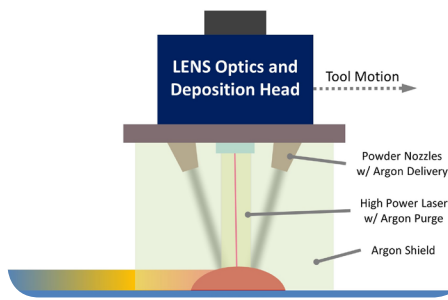 LENS Optics and
Deposition Head
Tool Motion
Powder Nozzles
w/ Argon Delivery
High Power Laser
w/ Argon Purge
Argon Shield